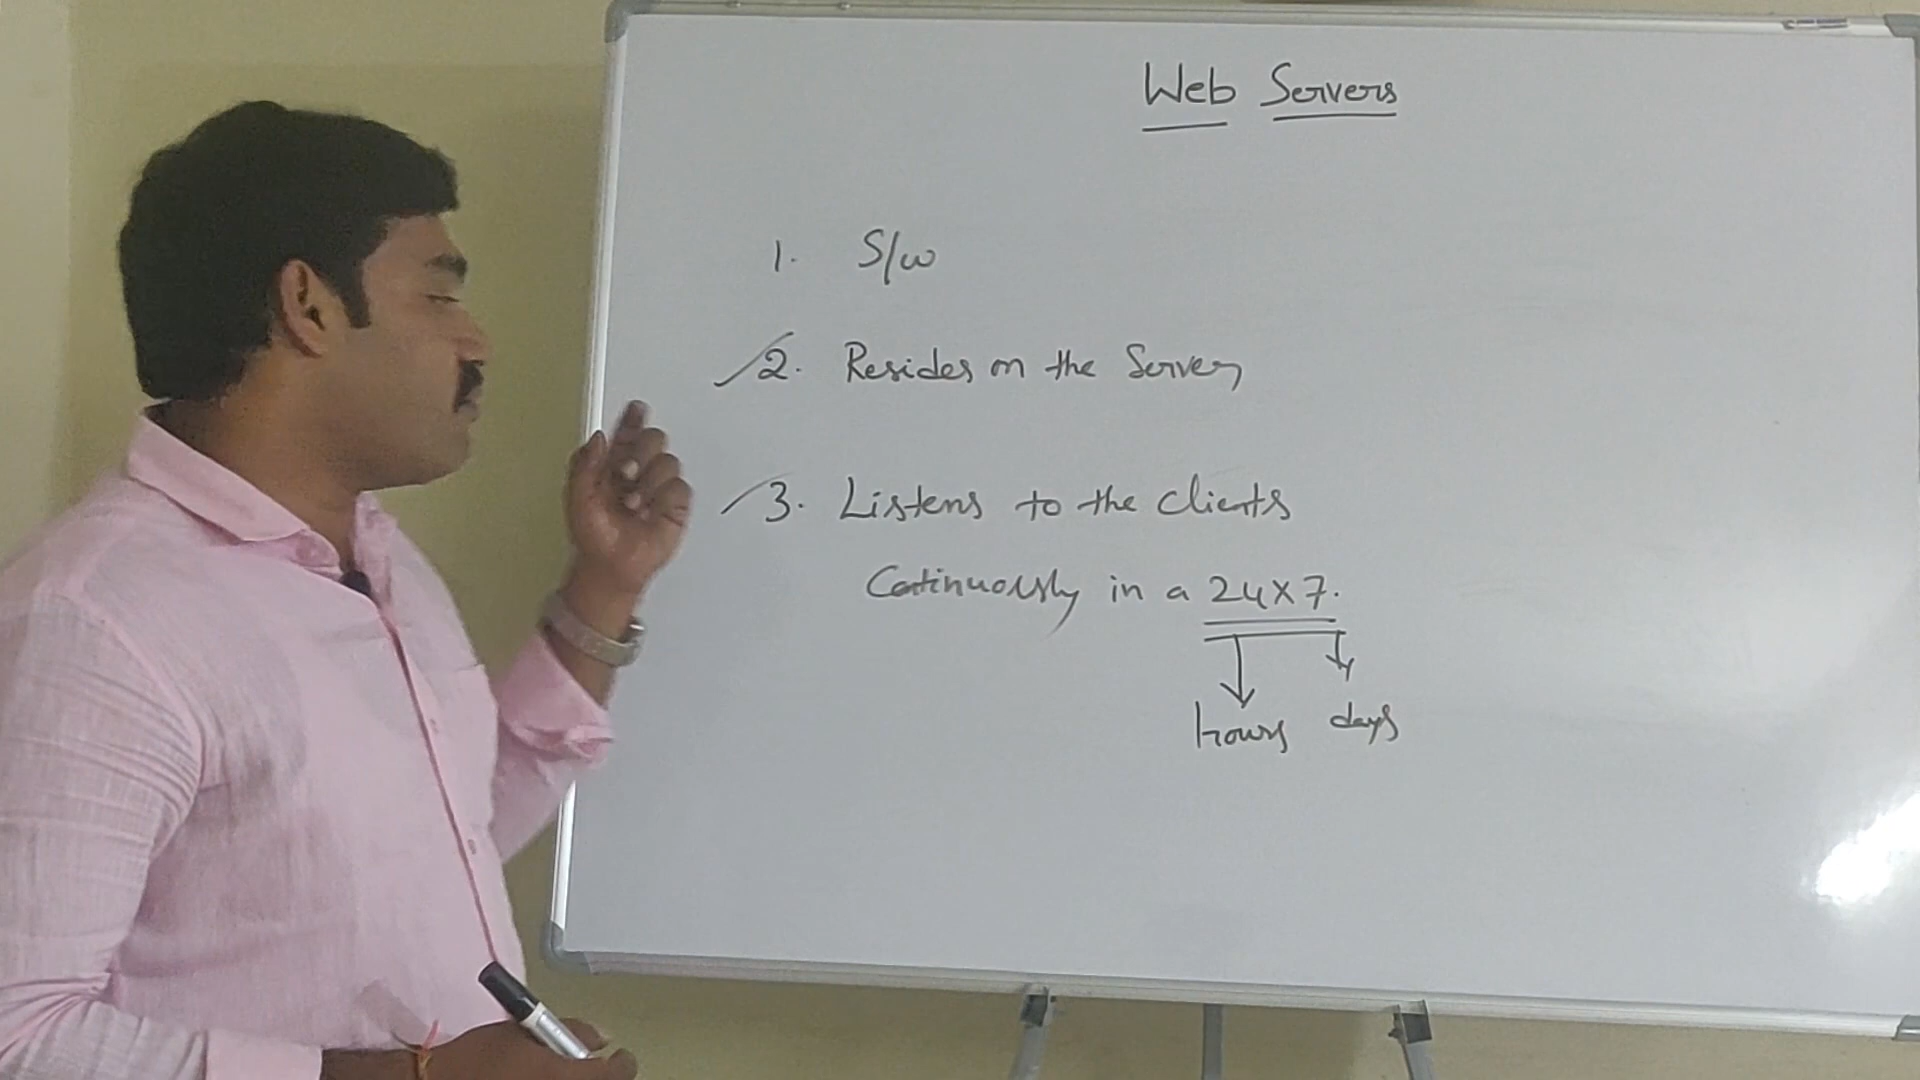 Web Servers
1. S/w
2. Resides on the Server
3. Listens to the Clients
Continuously in a 24x7.
hours days